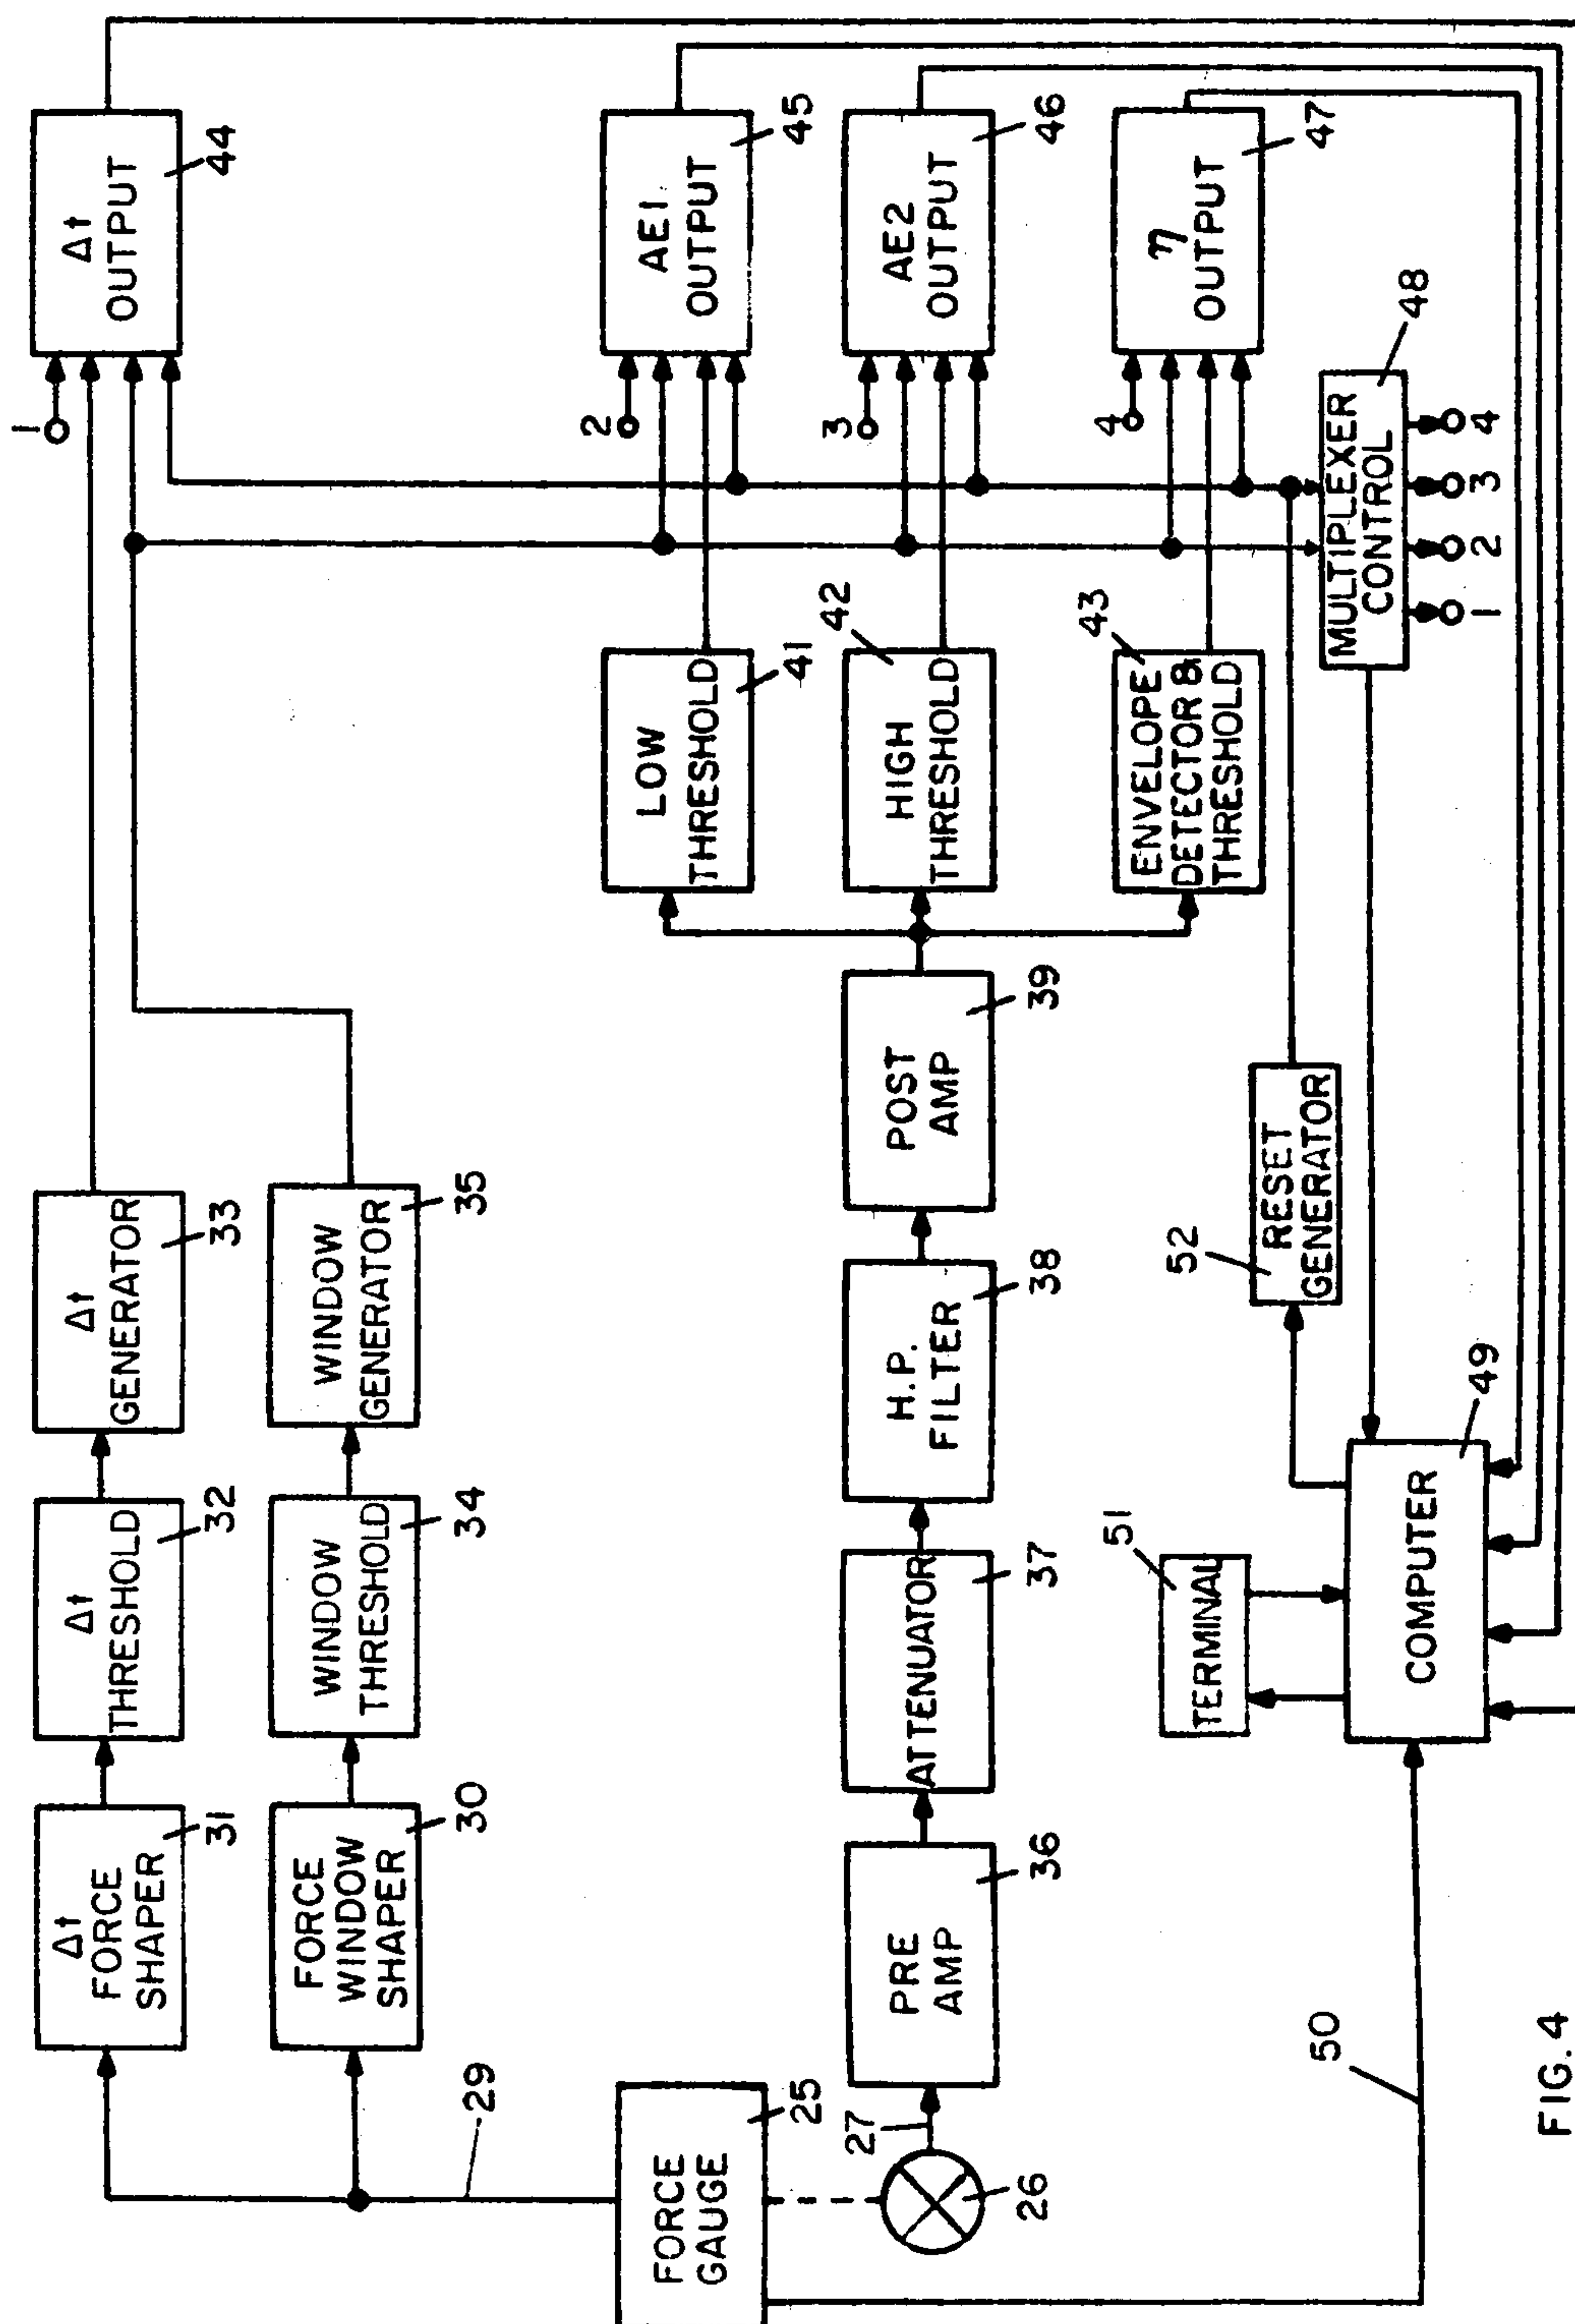 Δt
FORCE
SHAPER
31
Δt
THRESHOLD
32
Δt
GENERATOR
33
1
Δt
OUTPUT
44
FORCE
WINDOW
SHAPER
30
WINDOW
THRESHOLD
34
WINDOW
GENERATOR
35
29
FORCE
GAUGE
25
LOW
THRESHOLD
41
2
AE1
OUTPUT
45
27
26
PRE
AMP
36
ATTENUATOR
37
H.P.
FILTER
38
POST
AMP
39
HIGH
THRESHOLD
42
3
AE2
OUTPUT
46
ENVELOPE
DETECTOR &
THRESHOLD
43
4
η
OUTPUT
47
TERMINAL
51
RESET
GENERATOR
52
MULTIPLEXER
CONTROL
48
1
2
3
4
COMPUTER
49
50
FIG. 4